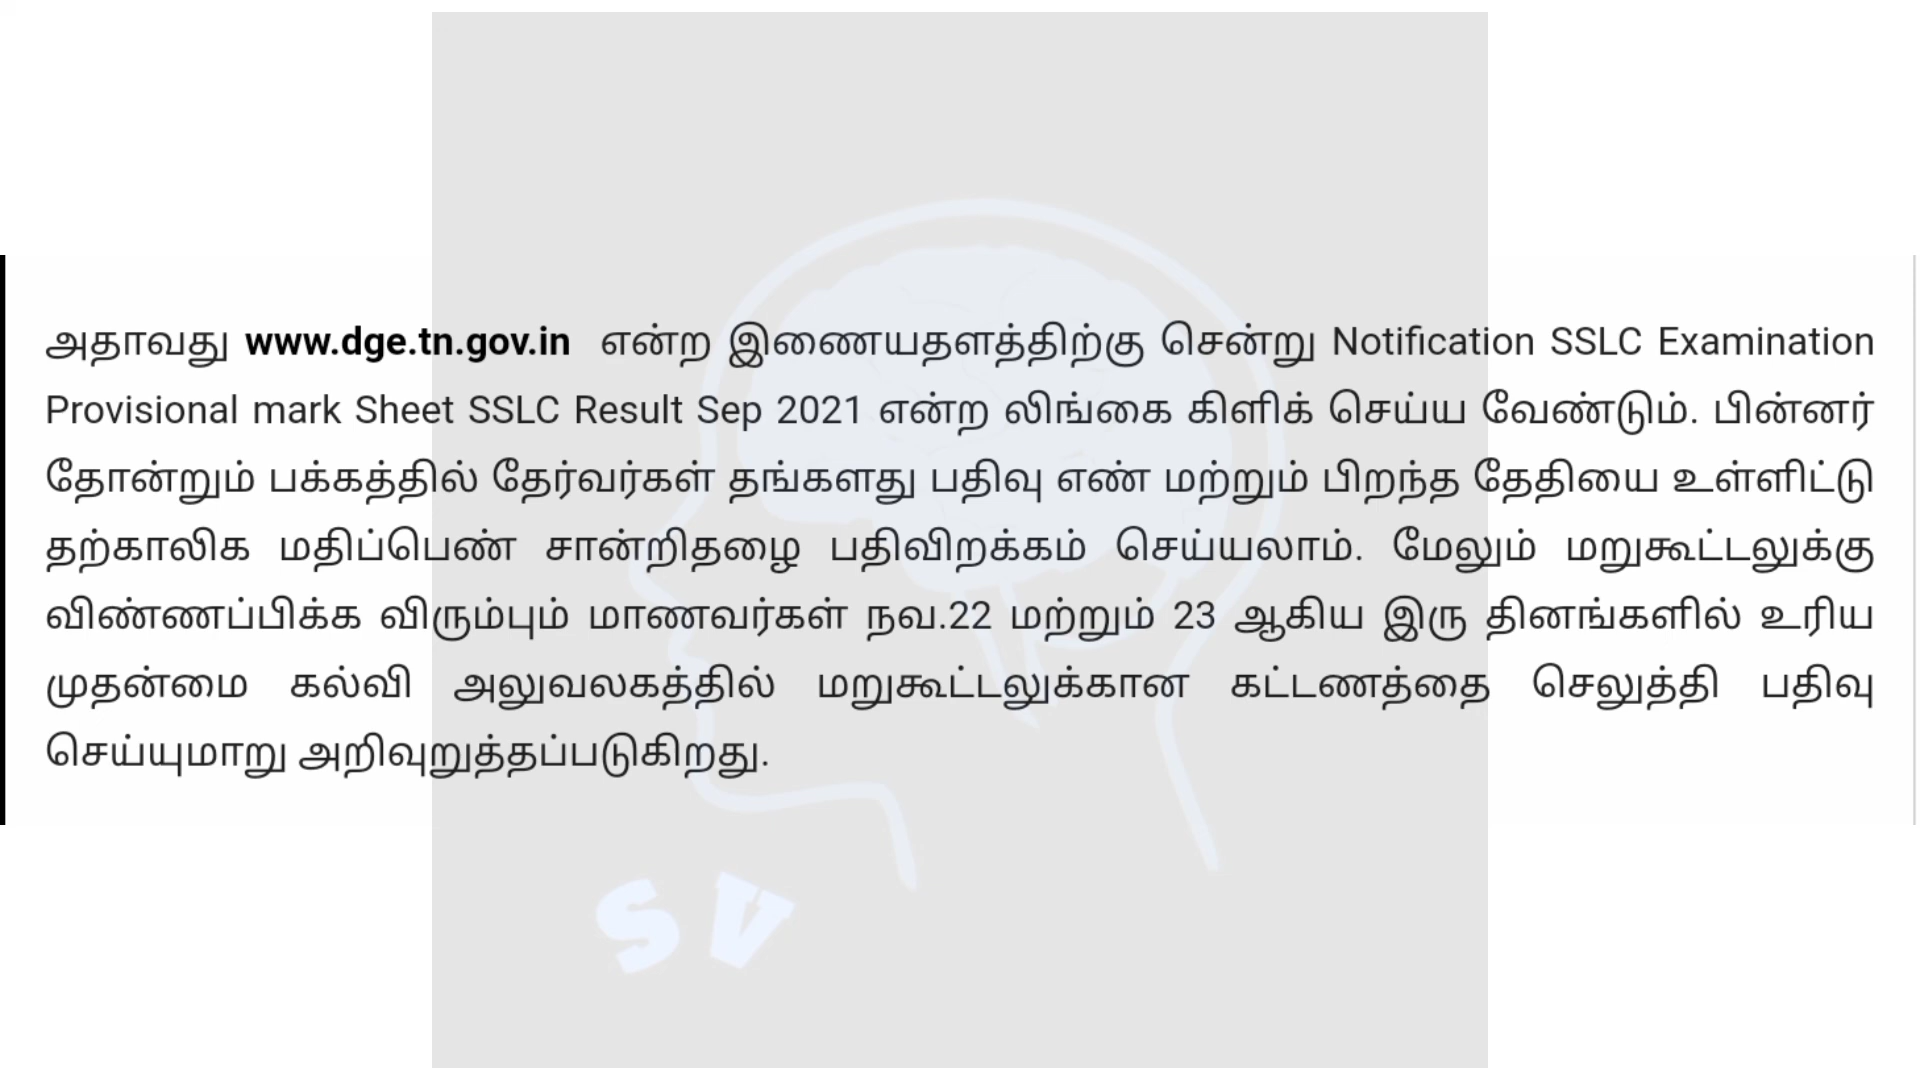 அதாவது www.dge.tn.gov.in என்ற இணையதளத்திற்கு சென்று Notification SSLC Examination
Provisional mark Sheet SSLC Result Sep 2021 என்ற லிங்கை கிளிக் செய்ய வேண்டும். பின்னர்
தோன்றும் பக்கத்தில் தேர்வர்கள் தங்களது பதிவு எண் மற்றும் பிறந்த தேதியை உள்ளிட்டு
தற்காலிக மதிப்பெண் சான்றிதழை பதிவிறக்கம் செய்யலாம். மேலும் மறுகூட்டலுக்கு
விண்ணப்பிக்க விரும்பும் மாணவர்கள் நவ.22 மற்றும் 23 ஆகிய இரு தினங்களில் உரிய
முதன்மை கல்வி அலுவலகத்தில் மறுகூட்டலுக்கான கட்டணத்தை செலுத்தி பதிவு
செய்யுமாறு அறிவுறுத்தப்படுகிறது.
S V